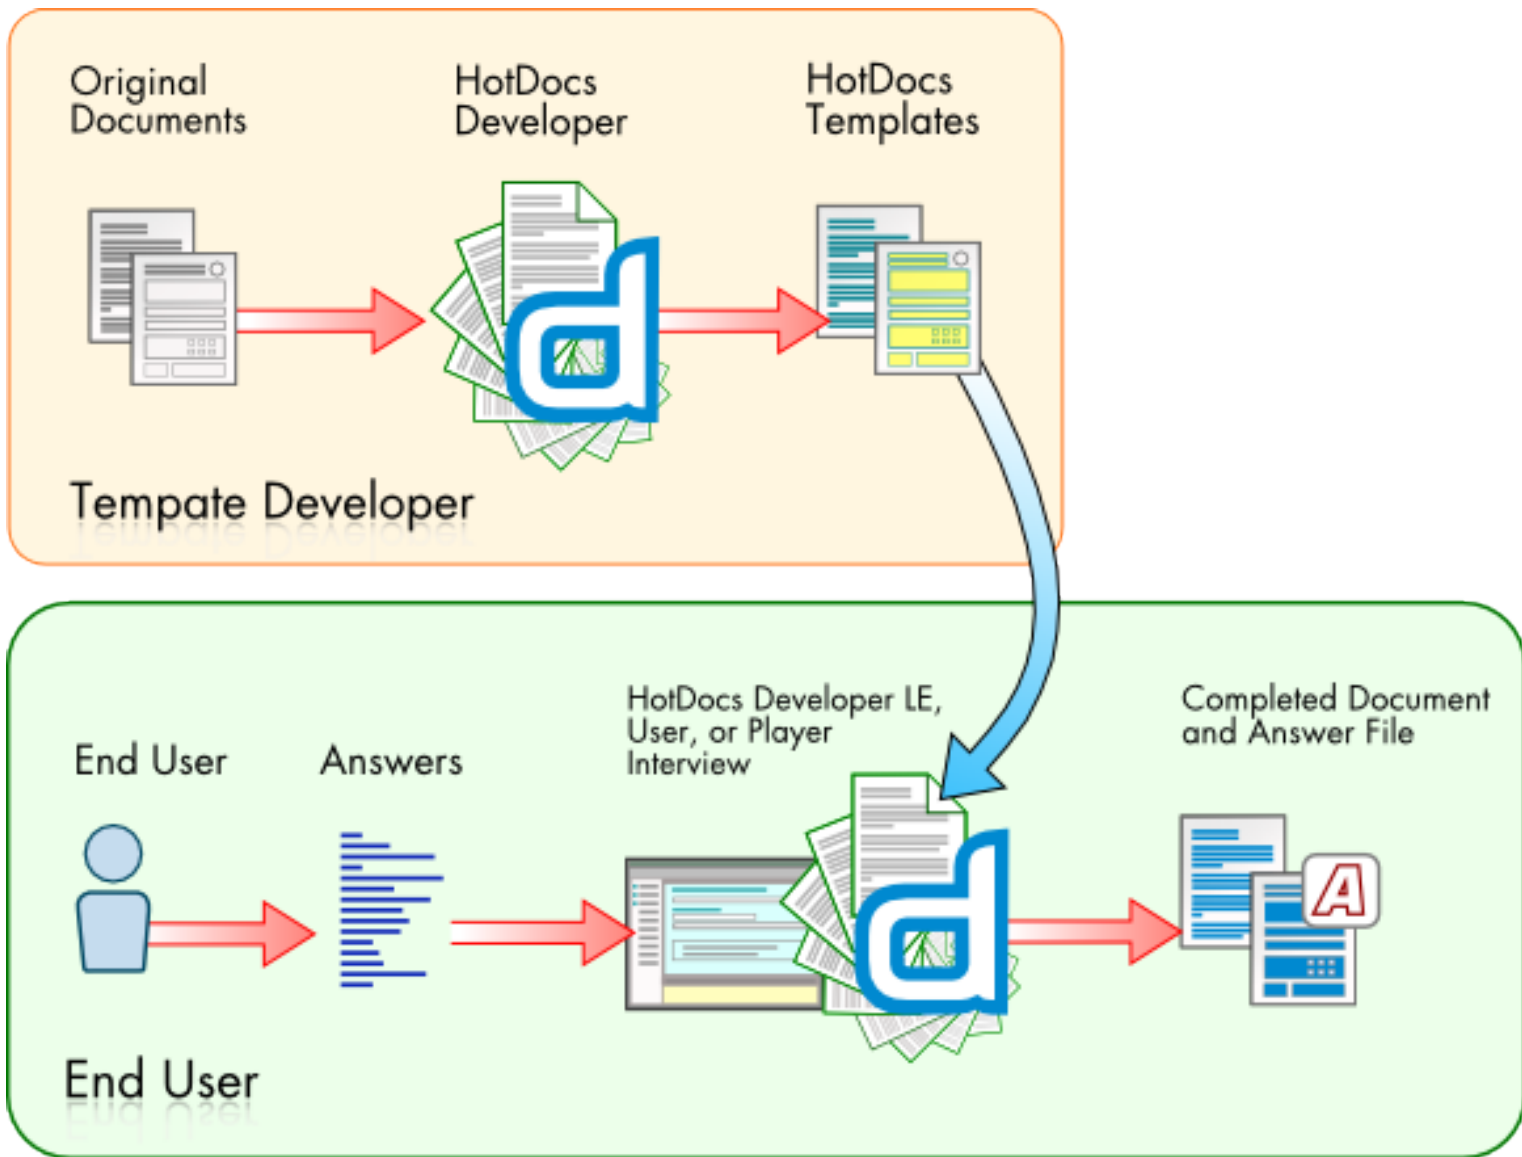 Original
Documents
HotDocs
Developer
HotDocs
Templates
Tempate Developer
End User
Answers
HotDocs Developer LE,
User, or Player
Interview
Completed Document
and Answer File
A
End User